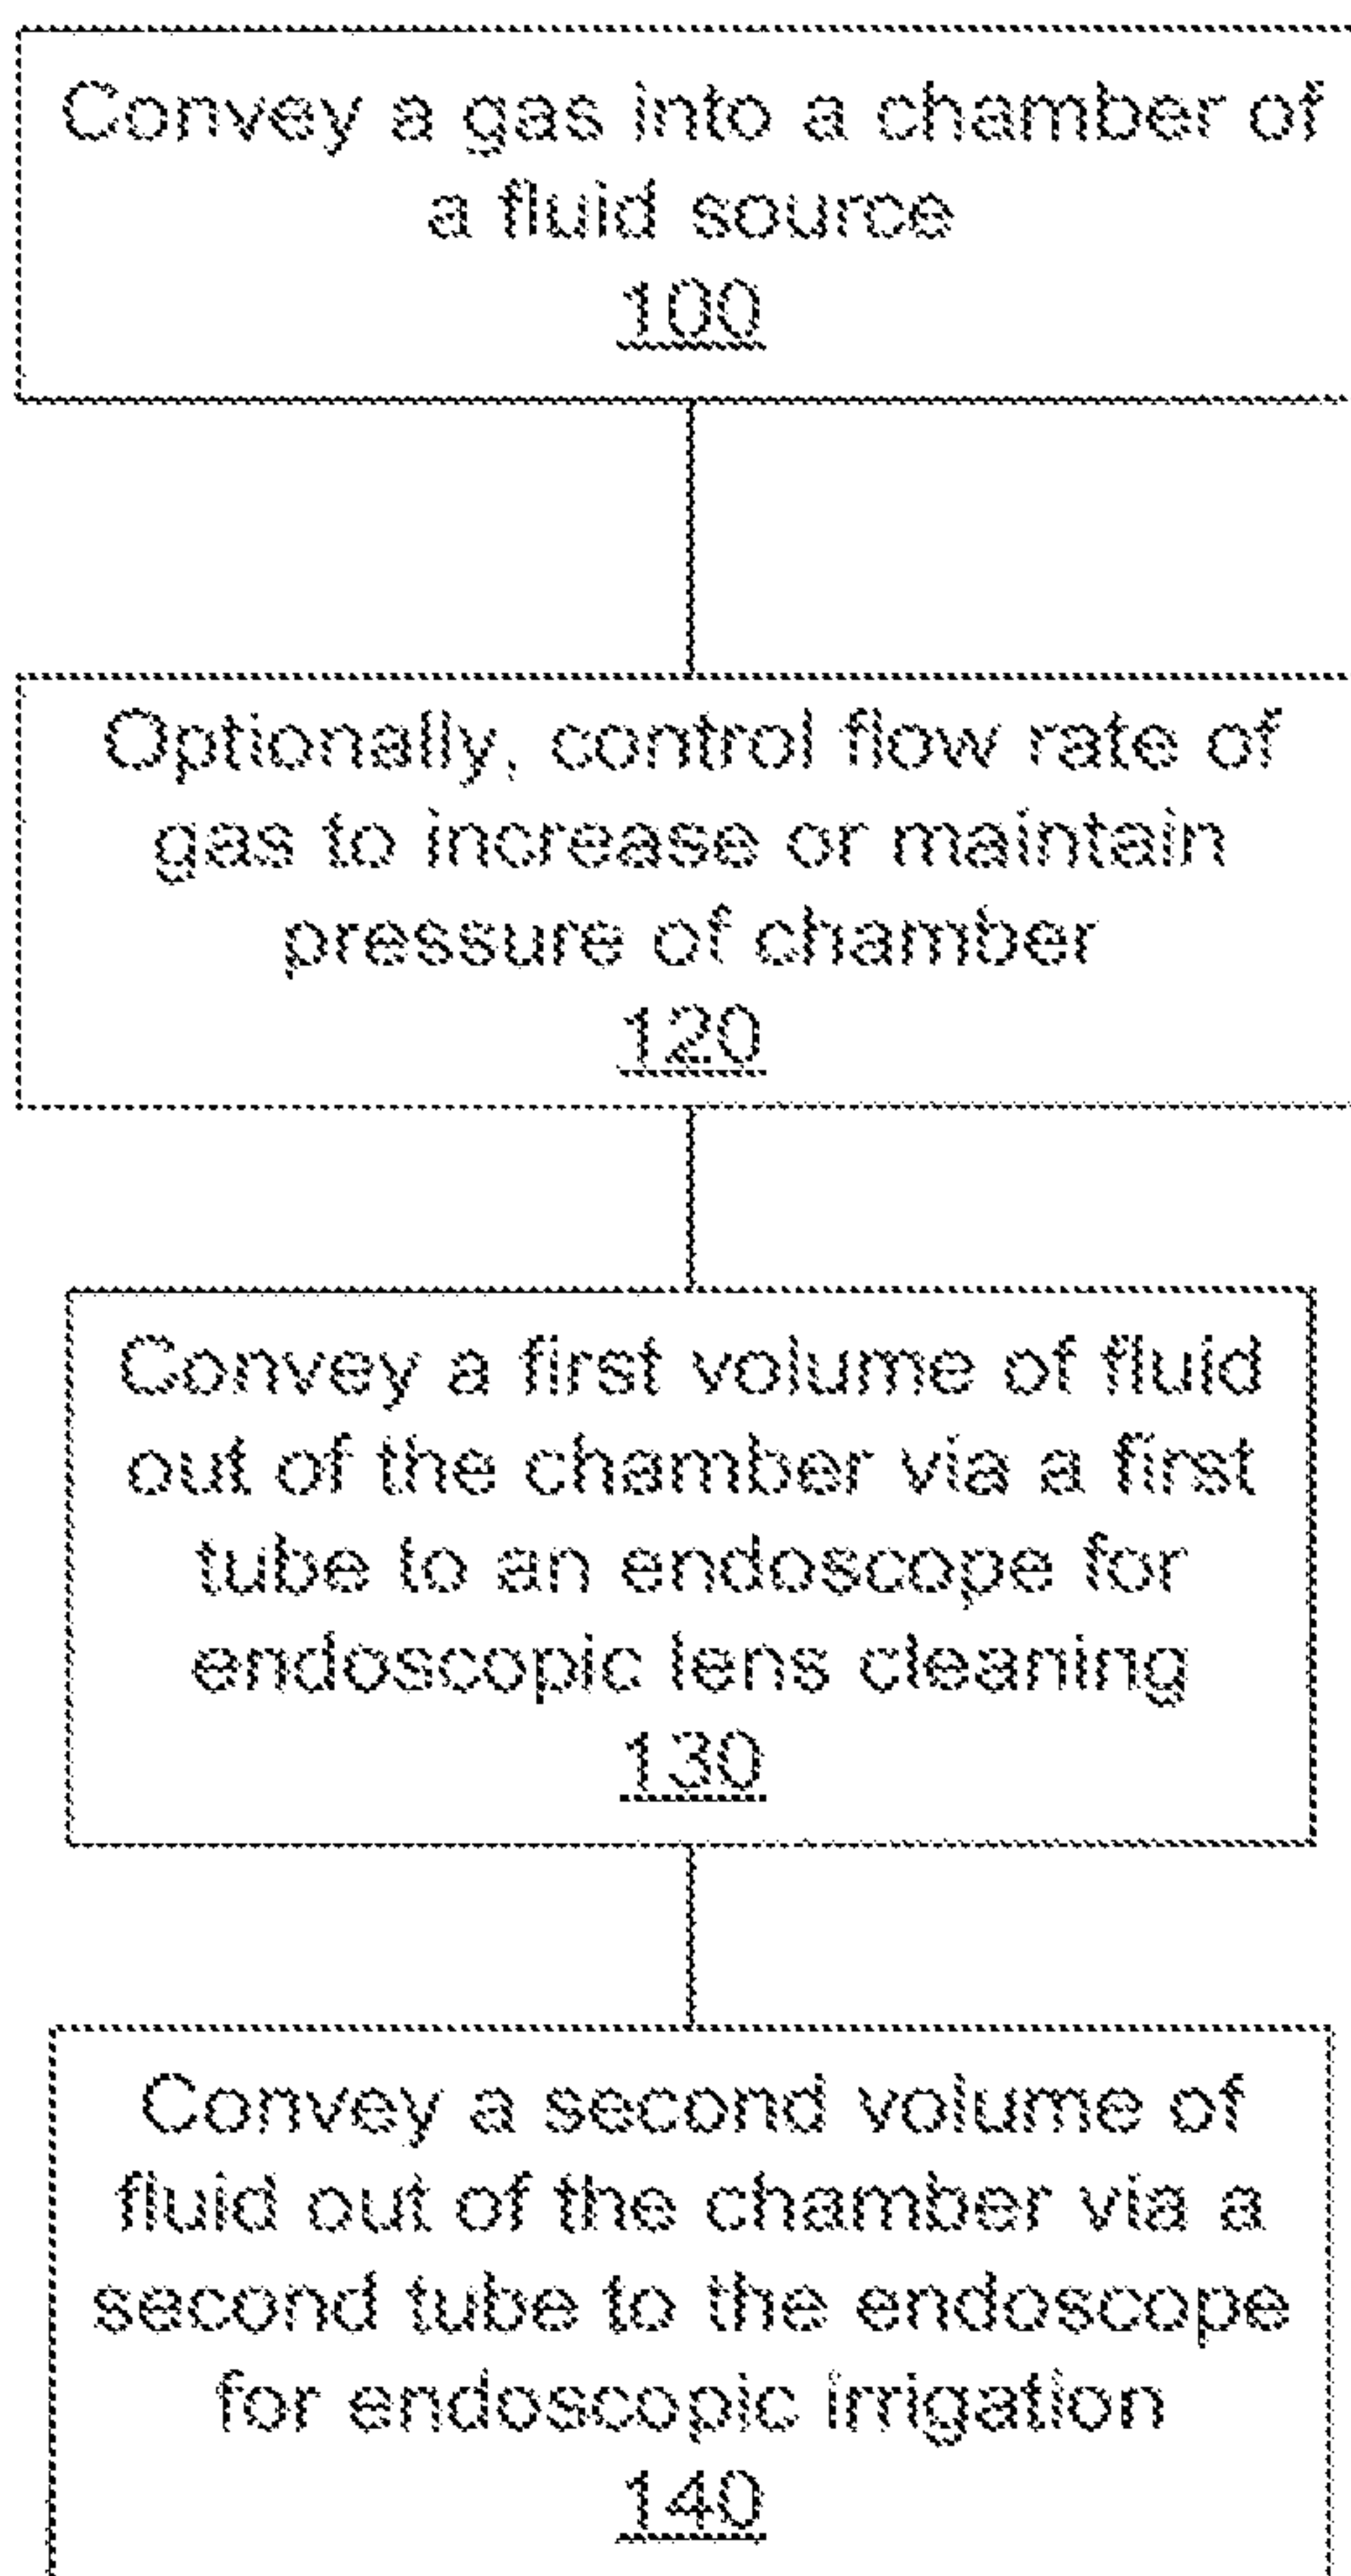 Convey a gas into a chamber of
a fluid source
100
Optionally, control flow rate of
gas to increase or maintain
pressure of chamber
120
Convey a first volume of fluid
out of the chamber via a first
tube to an endoscope for
endoscopic lens cleaning
130
Convey a second volume of
fluid out of the chamber via a
second tube to the endoscope
for endoscopic irrigation
140